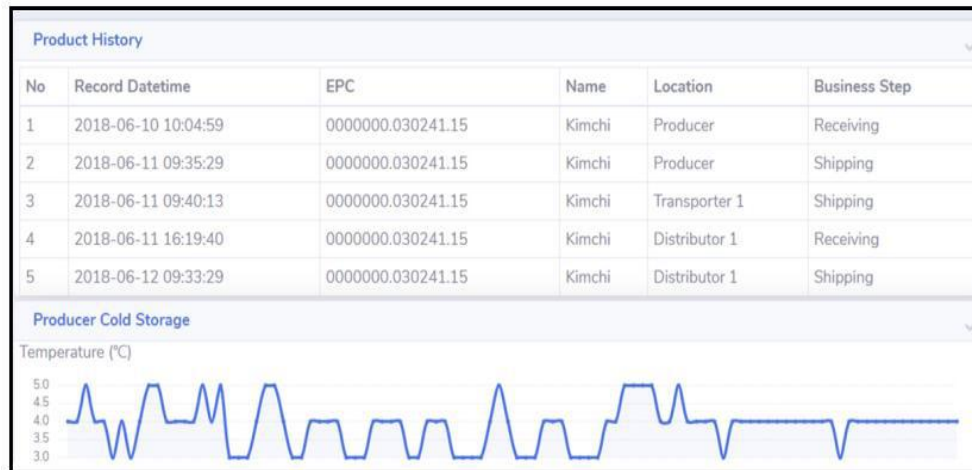 Product History
No Record Datetime EPC Name Location Business Step
1 2018-06-10 10:04:59 0000000.030241.15 Kimchi Producer Receiving
2 2018-06-11 09:35:29 0000000.030241.15 Kimchi Producer Shipping
3 2018-06-11 09:40:13 0000000.030241.15 Kimchi Transporter 1 Shipping
4 2018-06-11 16:19:40 0000000.030241.15 Kimchi Distributor 1 Receiving
5 2018-06-12 09:33:29 0000000.030241.15 Kimchi Distributor 1 Shipping
Producer Cold Storage
Temperature (°C)
5.0
4.5
4.0
3.5
3.0